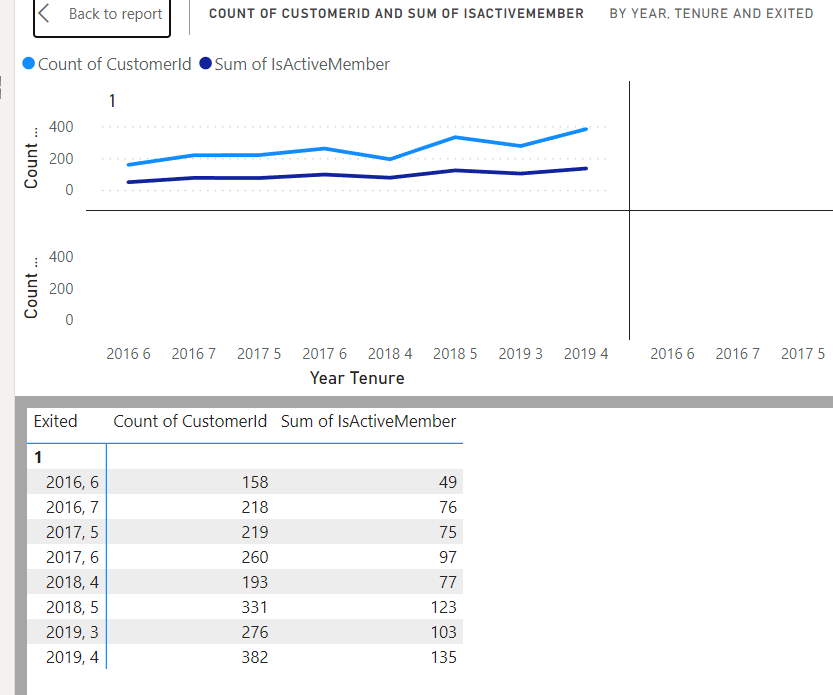 Back to report
COUNT OF CUSTOMERID AND SUM OF ISACTIVEMEMBER BY YEAR, TENURE AND EXITED
Count of CustomerId Sum of IsActiveMember
1
Count ...
400
200
0
Count ...
400
200
0
2016 6 2016 7 2017 5 2017 6 2018 4 2018 5 2019 3 2019 4 2016 6 2016 7 2017 5
Year Tenure
Exited Count of CustomerId Sum of IsActiveMember
1
2016, 6 158 49
2016, 7 218 76
2017, 5 219 75
2017, 6 260 97
2018, 4 193 77
2018, 5 331 123
2019, 3 276 103
2019, 4 382 135